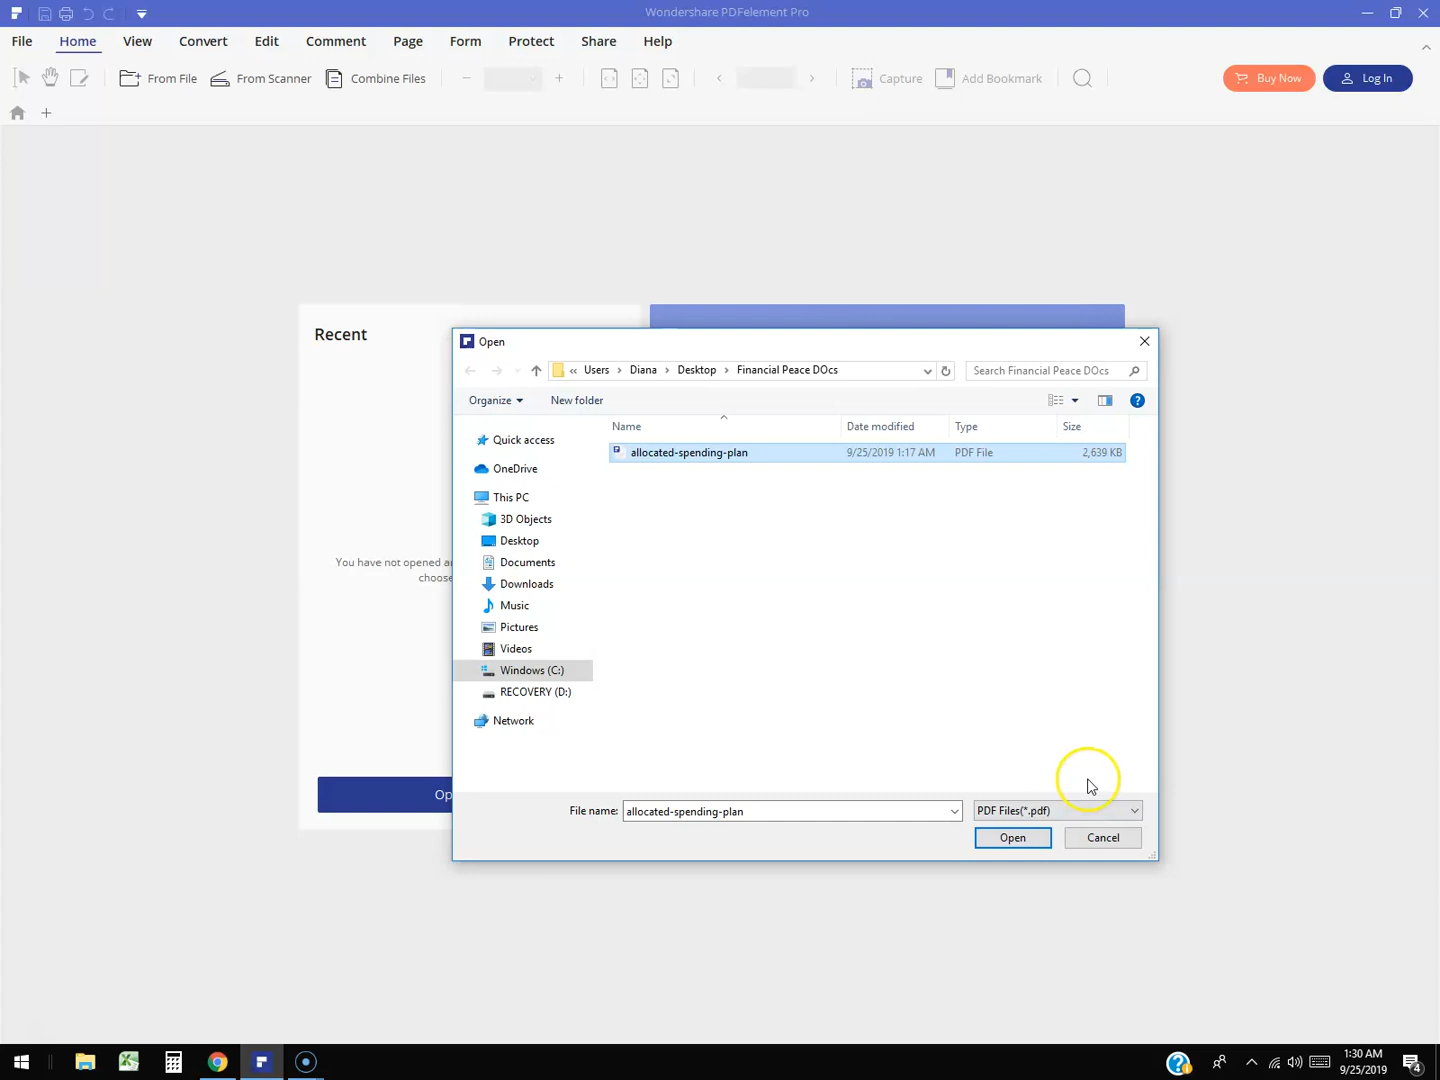 Wondershare PDFelement Pro
File Home View Convert Edit Comment Page Form Protect Share Help
From File From Scanner Combine Files Capture Add Bookmark Buy Now Log In
Recent
Open
« Users › Diana › Desktop › Financial Peace DOcs Search Financial Peace DOcs
Organize New folder
Name Date modified Type Size
allocated-spending-plan 9/25/2019 1:17 AM PDF File 2,639 KB
Quick access
OneDrive
This PC
3D Objects
Desktop
Documents
Downloads
Music
Pictures
Videos
Windows (C:)
RECOVERY (D:)
Network
You have not opened a
choose
Op
File name: allocated-spending-plan PDF Files(*.pdf)
Open Cancel
1:30 AM
9/25/2019
4